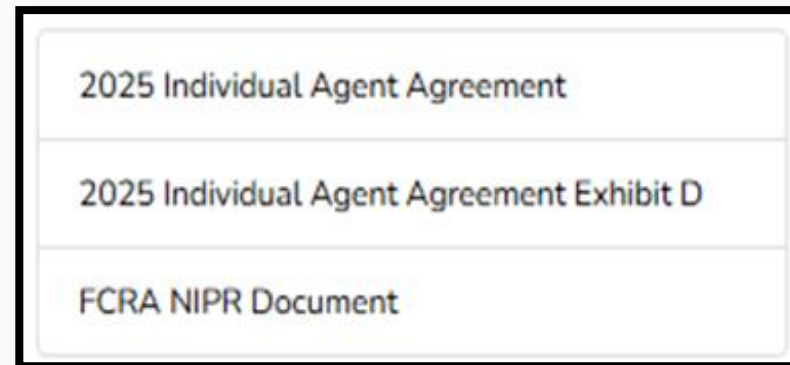 2025 Individual Agent Agreement
2025 Individual Agent Agreement Exhibit D
FCRA NIPR Document